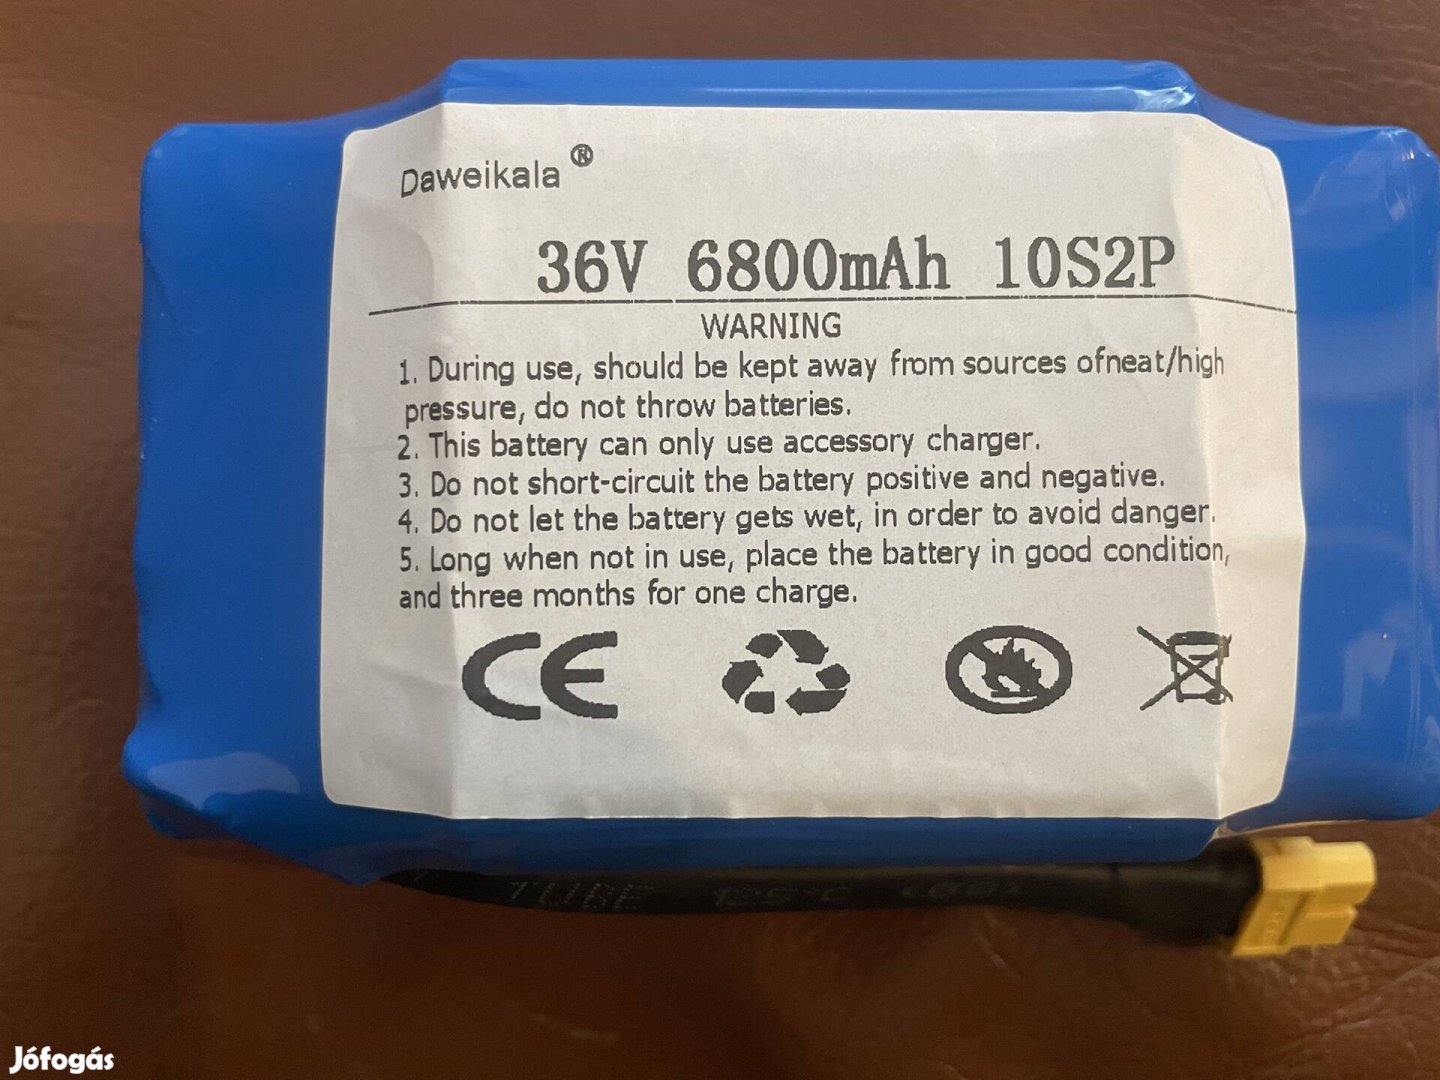 Daweikala ®
36V 6800mAh 10S2P
WARNING
1. During use, should be kept away from sources ofneat/high
pressure, do not throw batteries.
2. This battery can only use accessory charger.
3. Do not short-circuit the battery positive and negative.
4. Do not let the battery gets wet, in order to avoid danger.
5. Long when not in use, place the battery in good condition,
and three months for one charge.
CE
TUBE 125°C
Jófogás